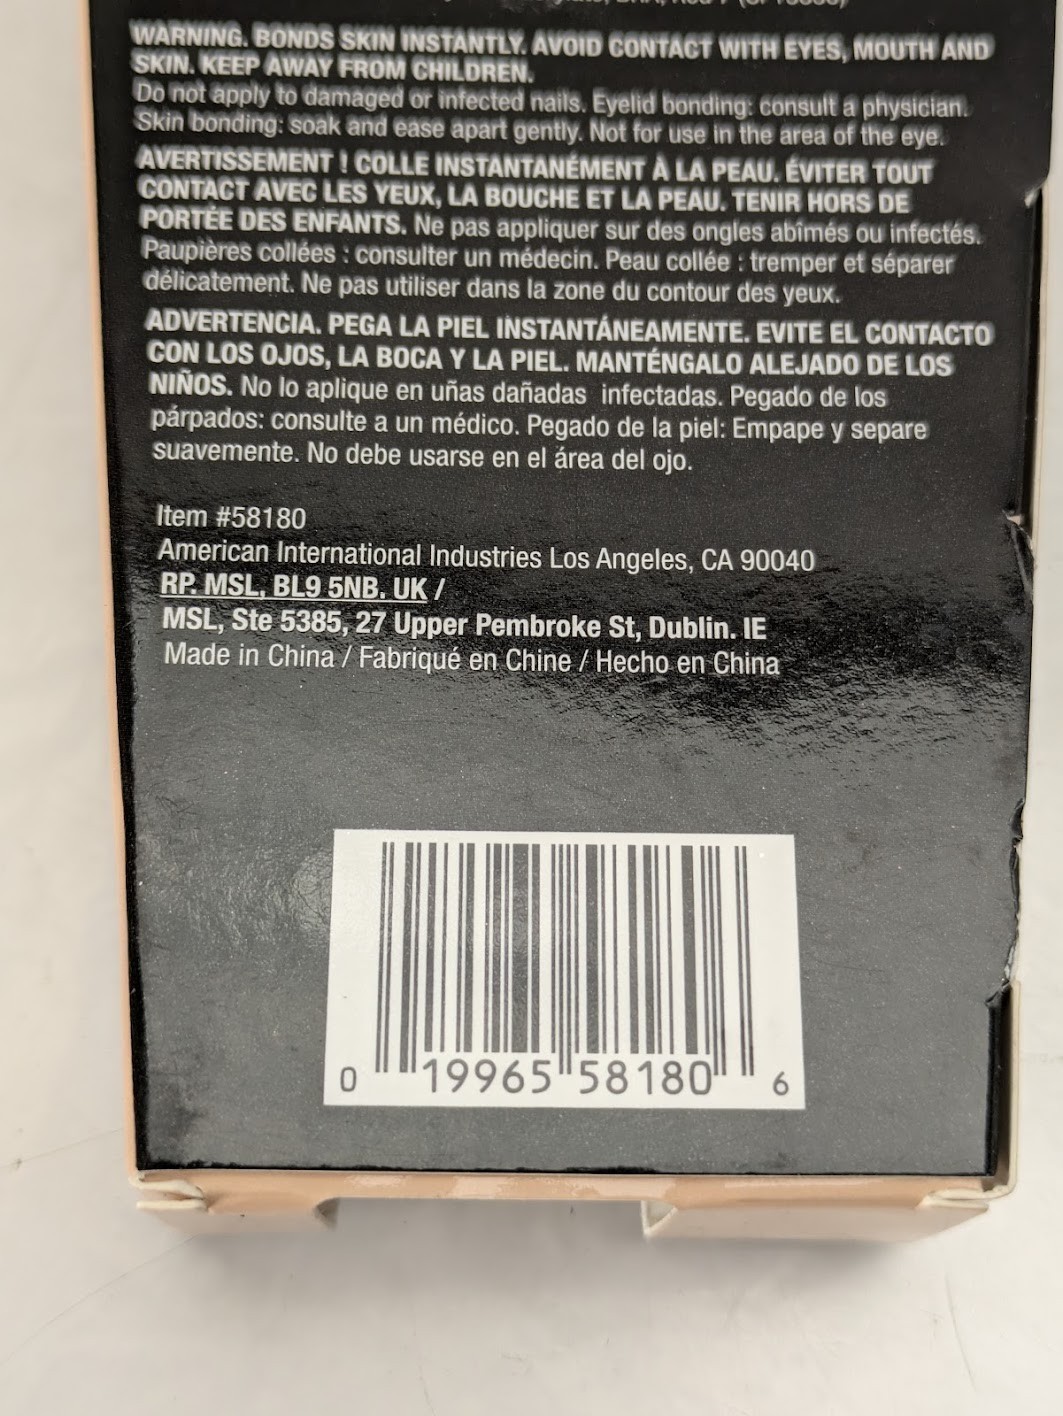 WARNING. BONDS SKIN INSTANTLY. AVOID CONTACT WITH EYES, MOUTH AND
SKIN. KEEP AWAY FROM CHILDREN.
Do not apply to damaged or infected nails. Eyelid bonding: consult a physician.
Skin bonding: soak and ease apart gently. Not for use in the area of the eye.
AVERTISSEMENT ! COLLE INSTANTANÉMENT À LA PEAU. ÉVITER TOUT
CONTACT AVEC LES YEUX, LA BOUCHE ET LA PEAU. TENIR HORS DE
PORTÉE DES ENFANTS. Ne pas appliquer sur des ongles abîmés ou infectés.
Paupières collées : consulter un médecin. Peau collée : tremper et séparer
délicatement. Ne pas utiliser dans la zone du contour des yeux.
ADVERTENCIA. PEGA LA PIEL INSTANTÁNEAMENTE. EVITE EL CONTACTO
CON LOS OJOS, LA BOCA Y LA PIEL. MANTÉNGALO ALEJADO DE LOS
NIÑOS. No lo aplique en uñas dañadas infectadas. Pegado de los
párpados: consulte a un médico. Pegado de la piel: Empape y separe
suavemente. No debe usarse en el área del ojo.
Item #58180
American International Industries Los Angeles, CA 90040
RP. MSL, BL9 5NB. UK /
MSL, Ste 5385, 27 Upper Pembroke St, Dublin. IE
Made in China / Fabriqué en Chine / Hecho en China
0 19965 58180 6